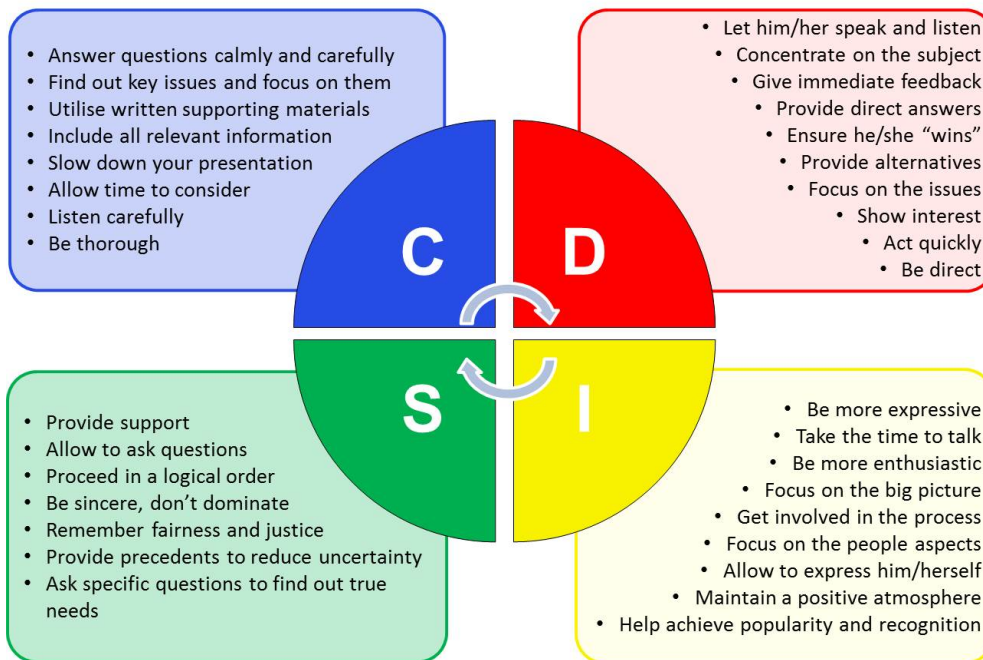 • Answer questions calmly and carefully
• Find out key issues and focus on them
• Utilise written supporting materials
• Include all relevant information
• Slow down your presentation
• Allow time to consider
• Listen carefully
• Be thorough
• Let him/her speak and listen
• Concentrate on the subject
• Give immediate feedback
• Provide direct answers
• Ensure he/she “wins”
• Provide alternatives
• Focus on the issues
• Show interest
• Act quickly
• Be direct
C
D
S
I
• Provide support
• Allow to ask questions
• Proceed in a logical order
• Be sincere, don’t dominate
• Remember fairness and justice
• Provide precedents to reduce uncertainty
• Ask specific questions to find out true
needs
• Be more expressive
• Take the time to talk
• Be more enthusiastic
• Focus on the big picture
• Get involved in the process
• Focus on the people aspects
• Allow to express him/herself
• Maintain a positive atmosphere
• Help achieve popularity and recognition